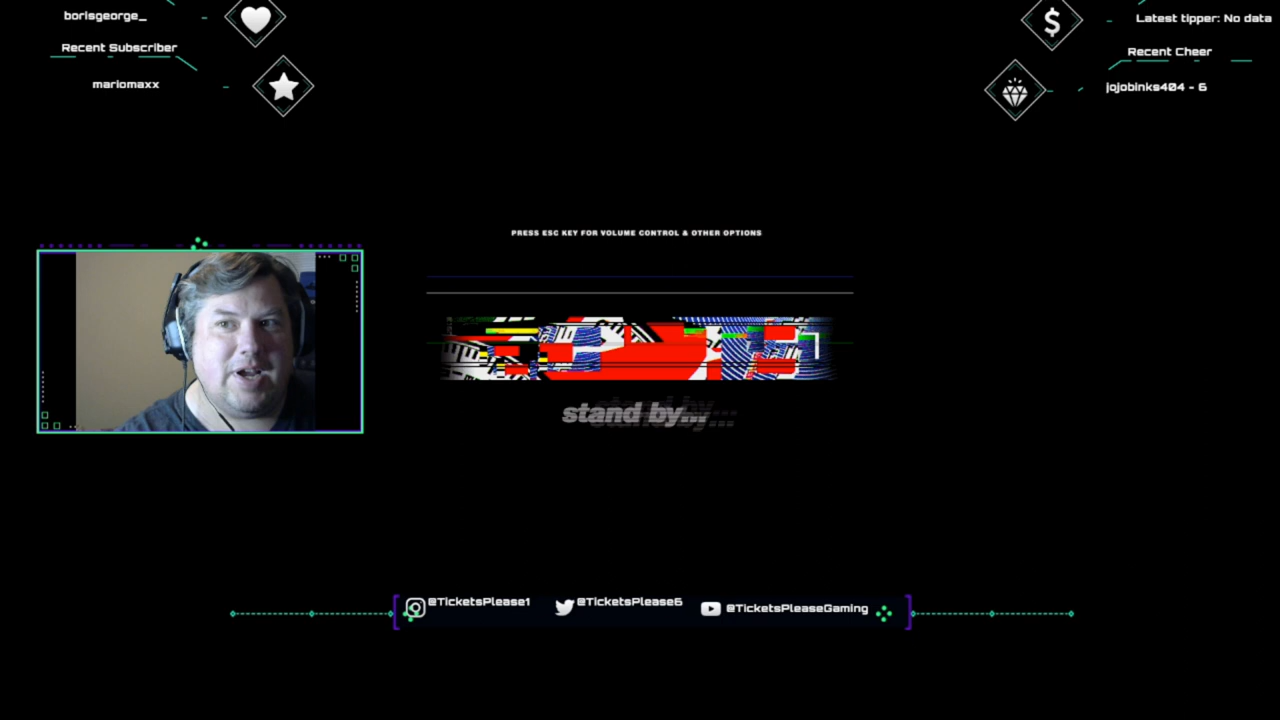 borisgeorge_
Latest tipper: No data
Recent Subscriber
Recent Cheer
mariomaxx
jojobinks404 - 6
PRESS ESC KEY FOR VOLUME CONTROL & OTHER OPTIONS
stand by...
@TicketsPlease1
@TicketsPlease6
@TicketsPleaseGaming